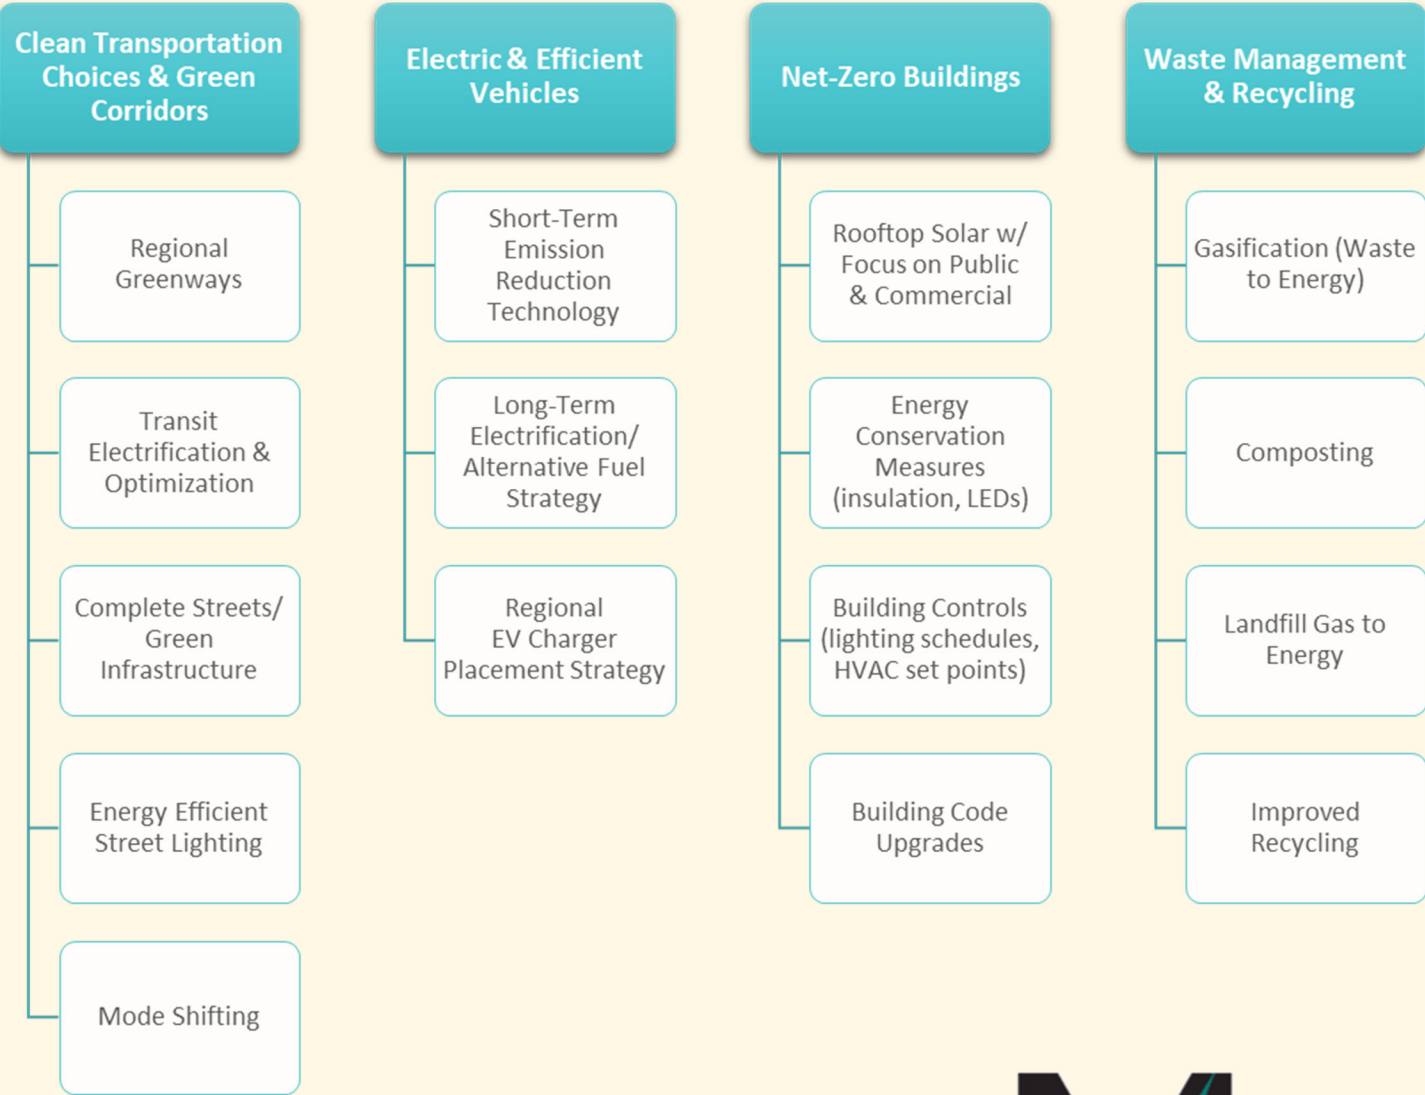 Clean Transportation
Choices & Green
Corridors
Regional
Greenways
Transit
Electrification &
Optimization
Complete Streets/
Green
Infrastructure
Energy Efficient
Street Lighting
Mode Shifting
Electric & Efficient
Vehicles
Short-Term
Emission
Reduction
Technology
Long-Term
Electrification/
Alternative Fuel
Strategy
Regional
EV Charger
Placement Strategy
Net-Zero Buildings
Rooftop Solar w/
Focus on Public
& Commercial
Energy
Conservation
Measures
(insulation, LEDs)
Building Controls
(lighting schedules,
HVAC set points)
Building Code
Upgrades
Waste Management
& Recycling
Gasification (Waste
to Energy)
Composting
Landfill Gas to
Energy
Improved
Recycling